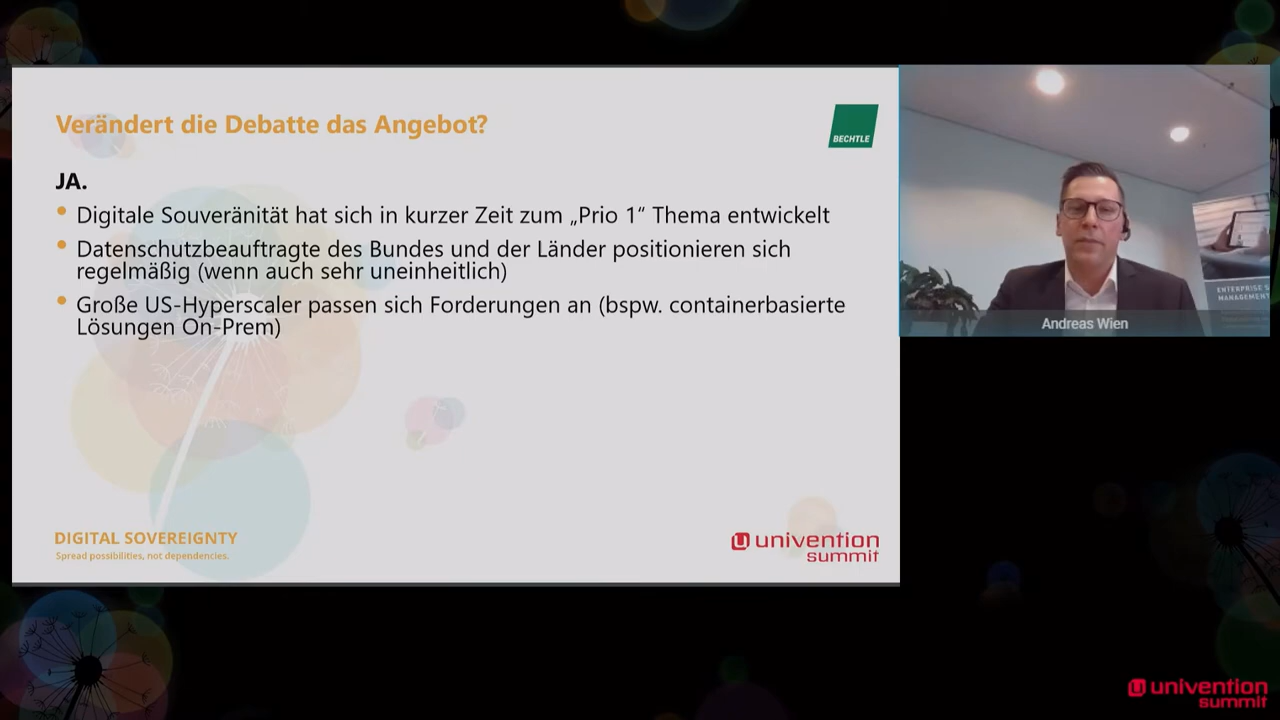 Verändert die Debatte das Angebot?
BECHTLE
JA.
• Digitale Souveränität hat sich in kurzer Zeit zum „Prio 1“ Thema entwickelt
• Datenschutzbeauftragte des Bundes und der Länder positionieren sich
regelmäßig (wenn auch sehr uneinheitlich)
• Große US-Hyperscaler passen sich Forderungen an (bspw. containerbasierte
Lösungen On-Prem)
DIGITAL SOVEREIGNTY
Spread possibilities, not dependencies.
univention
summit
ENTERPRISE
MANAGEMENT
Andreas Wien
univention
summit